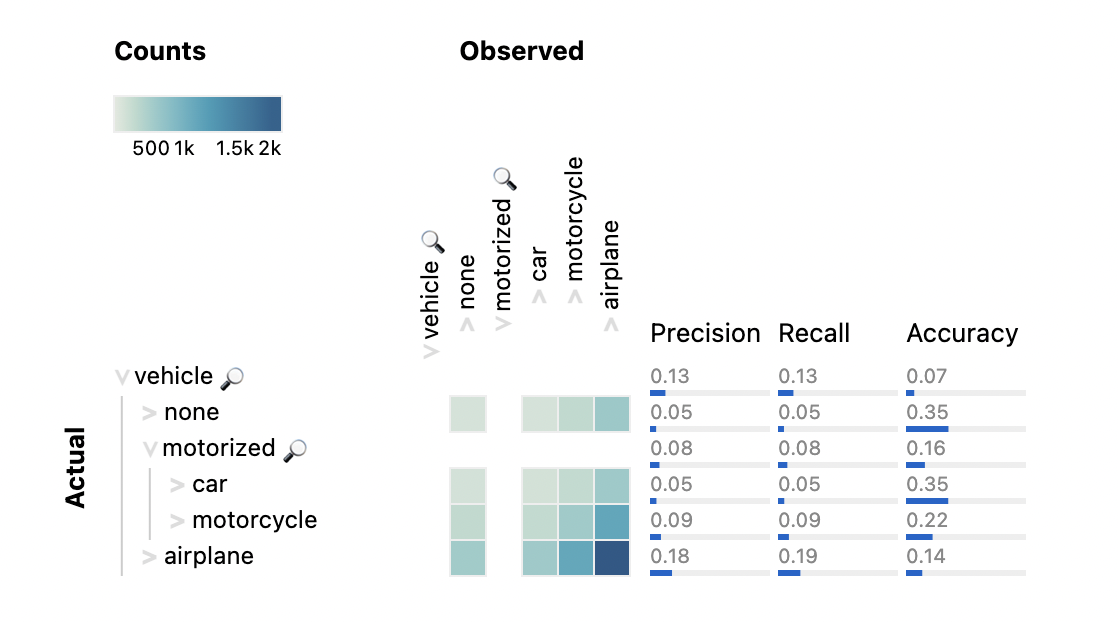 Counts
Observed
500 1k 1.5k 2k
vehicle
none
motorized
car
motorcycle
airplane
Precision Recall Accuracy
Actual
vehicle 0.13 0.13 0.07
none 0.05 0.05 0.35
motorized 0.08 0.08 0.16
car 0.05 0.05 0.35
motorcycle 0.09 0.09 0.22
airplane 0.18 0.19 0.14